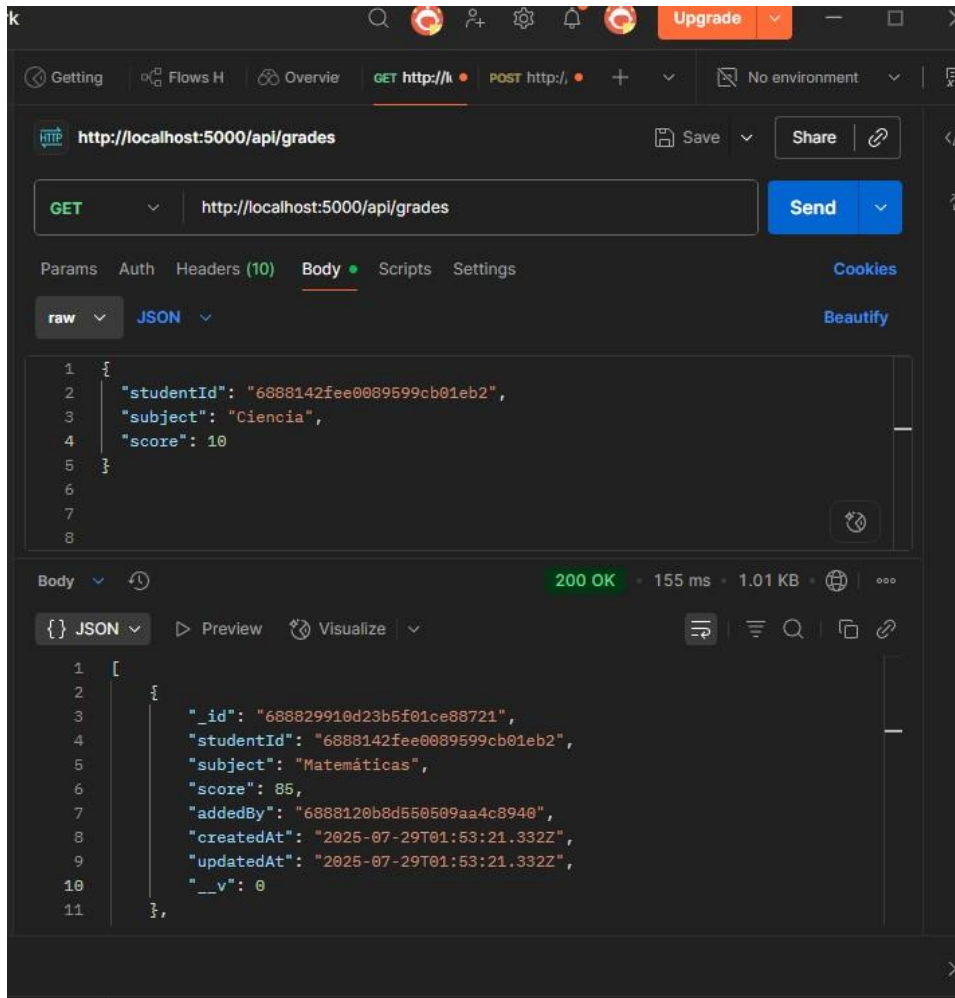 rk
Upgrade
Getting Flows H Overvie GET http://l POST http:/, No environment
HTTP http://localhost:5000/api/grades Save Share
GET http://localhost:5000/api/grades Send
Params Auth Headers (10) Body Scripts Settings Cookies
raw JSON Beautify
1 {
2 "studentId": "6888142fee0089599cb01eb2",
3 "subject": "Ciencia",
4 "score": 10
5 }
6
7
8
Body 200 OK 155 ms 1.01 KB
{} JSON Preview Visualize
1 [
2 {
3 "_id": "688829910d23b5f01ce88721",
4 "studentId": "6888142fee0089599cb01eb2",
5 "subject": "Matemáticas",
6 "score": 85,
7 "addedBy": "6888120b8d550509aa4c8940",
8 "createdAt": "2025-07-29T01:53:21.332Z",
9 "updatedAt": "2025-07-29T01:53:21.332Z",
10 "__v": 0
11 },